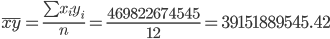 \overline{xy} = \frac{\sum x_i y_i}{n} = \frac{469822674545}{12} = 39151889545.42